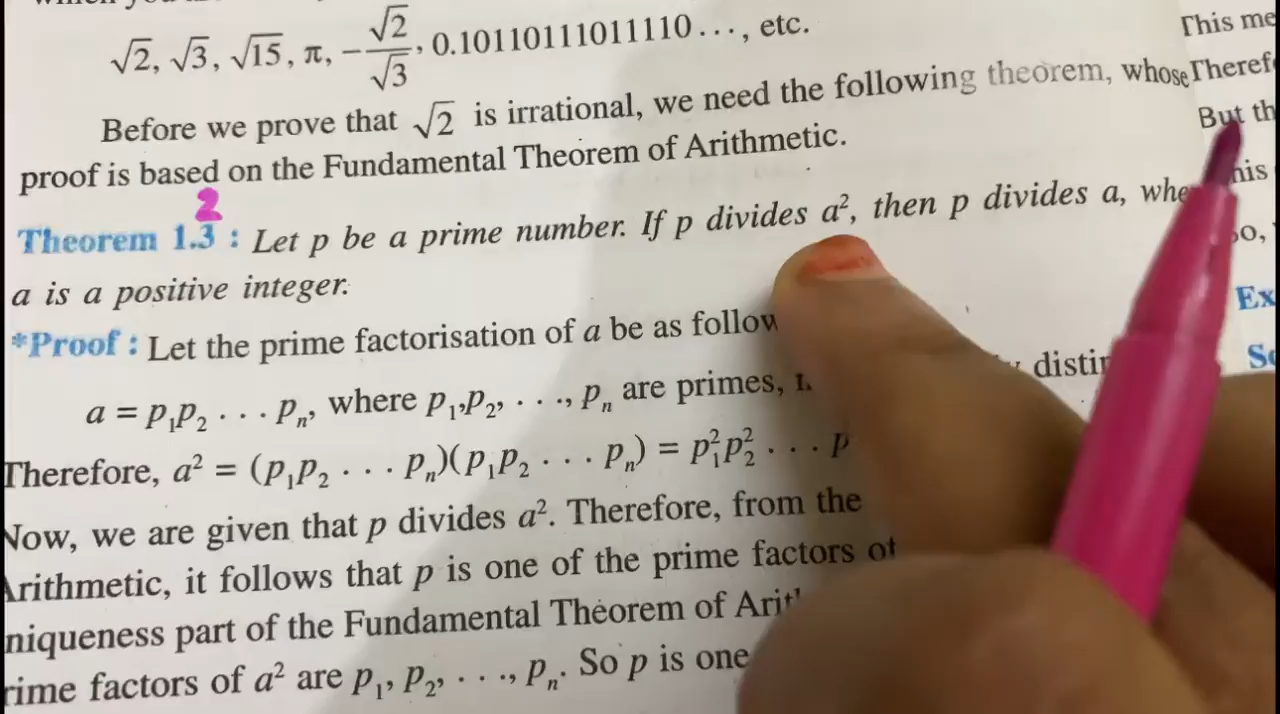 √2, √3, √15, π, −√2/√3, 0.10110111011110..., etc.
Before we prove that √2 is irrational, we need the following theorem, whose
proof is based on the Fundamental Theorem of Arithmetic.
2
Theorem 1.3 : Let p be a prime number. If p divides a², then p divides a, whe
a is a positive integer.
*Proof : Let the prime factorisation of a be as follow
a = p₁p₂ . . . pₙ, where p₁,p₂, . . ., pₙ are primes, distin
Therefore, a² = (p₁p₂ . . . pₙ)(p₁p₂ . . . pₙ) = p₁²p₂² . . . p
Now, we are given that p divides a². Therefore, from the
Arithmetic, it follows that p is one of the prime factors of
niqueness part of the Fundamental Theorem of Arit
rime factors of a² are p₁, p₂, . . ., pₙ. So p is one
This me
Theref
But th
his
o,
Ex
So